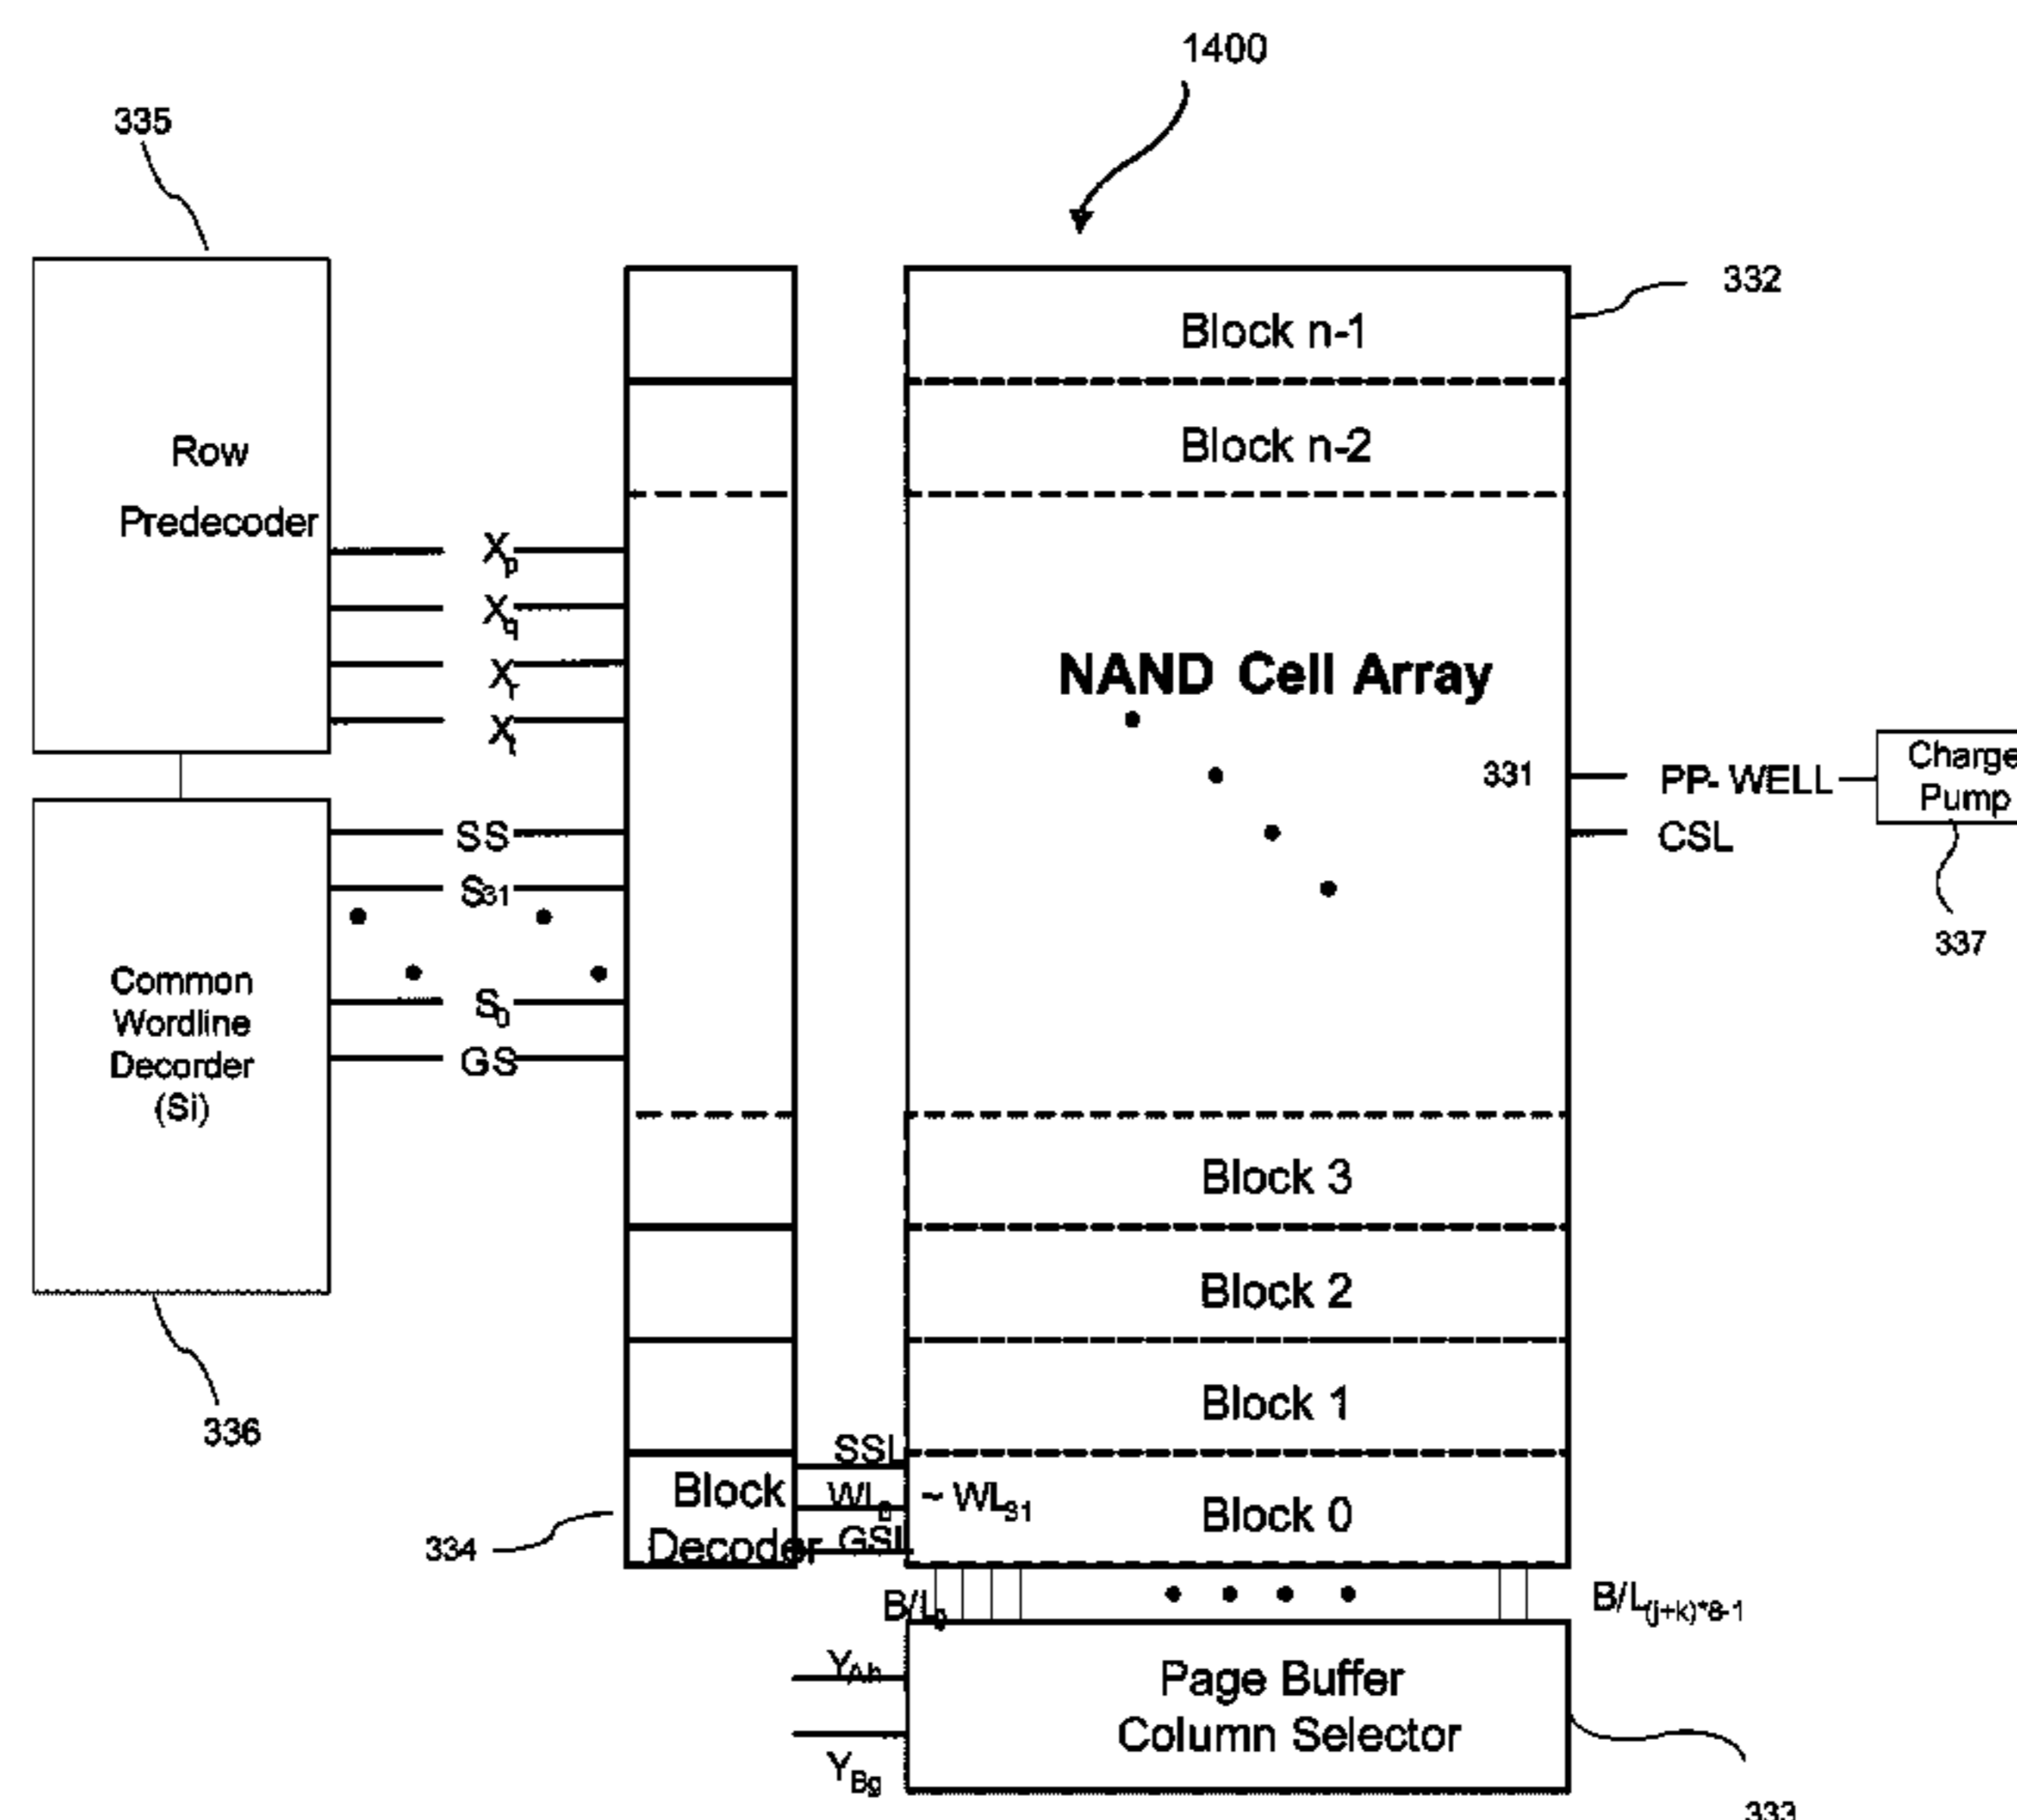 1400
335
332
Block n-1
Block n-2
Row
Predecoder
Xp
Xq
Xr
Xt
NAND Cell Array
331
PP- WELL
Charge
Pump
CSL
337
SS
S31
S0
GS
Common
Wordline
Decorder
(Si)
336
Block 3
Block 2
Block 1
SSL
Block
Decoder
WL0 ~ WL31
GSL
Block 0
334
B/L0
B/L(j+k)*8-1
YAh
YBg
Page Buffer
Column Selector
333